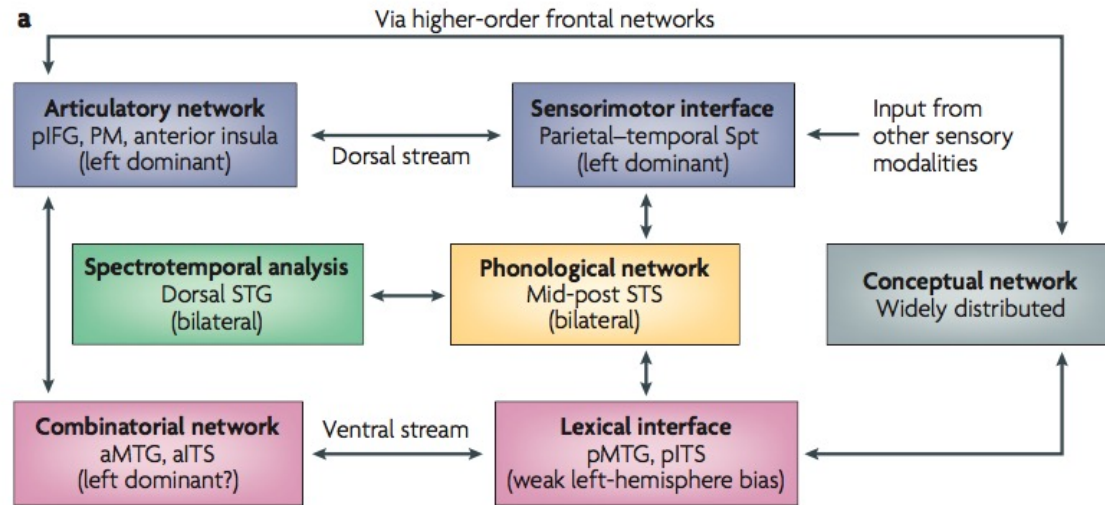 a
Via higher-order frontal networks
Articulatory network
pIFG, PM, anterior insula
(left dominant)
Dorsal stream
Sensorimotor interface
Parietal–temporal Spt
(left dominant)
Input from
other sensory
modalities
Spectrotemporal analysis
Dorsal STG
(bilateral)
Phonological network
Mid-post STS
(bilateral)
Conceptual network
Widely distributed
Combinatorial network
aMTG, aITS
(left dominant?)
Ventral stream
Lexical interface
pMTG, pITS
(weak left-hemisphere bias)